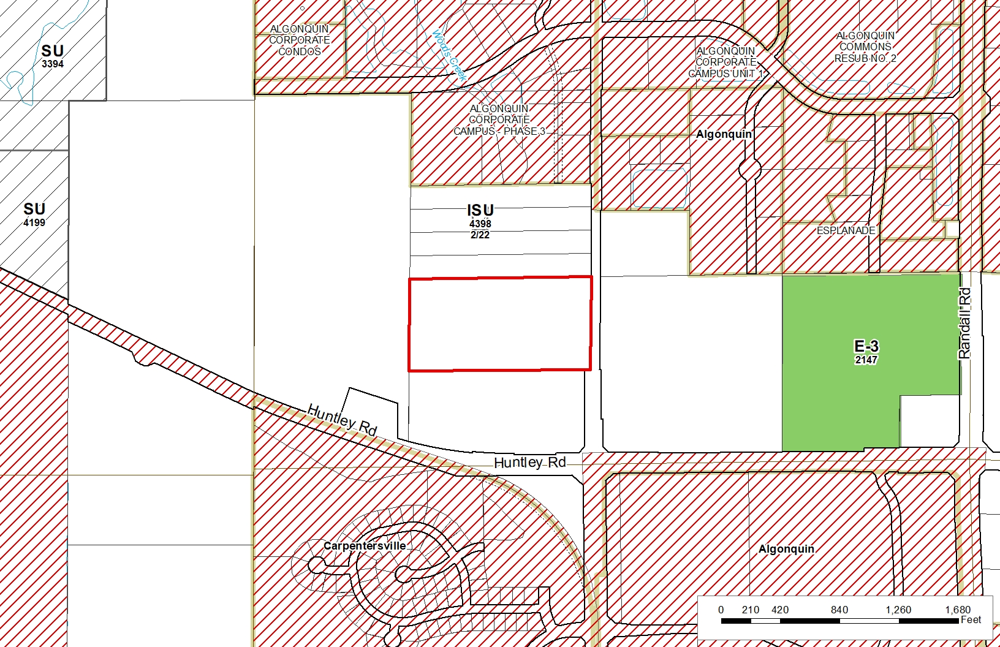 ALGONQUIN
CORPORATE
CONDOS
Woods Creek
ALGONQUIN
COMMONS
RESUB NO. 2
SU
3394
ALGONQUIN
CORPORATE
CAMPUS UNIT 1
ALGONQUIN
CORPORATE
CAMPUS - PHASE 3
Algonquin
SU
4199
ISU
4398
2/22
ESPLANADE
Randall Rd
E-3
2147
Huntley Rd
Huntley Rd
Carpentersville
Algonquin
0 210 420 840 1,260 1,680
Feet